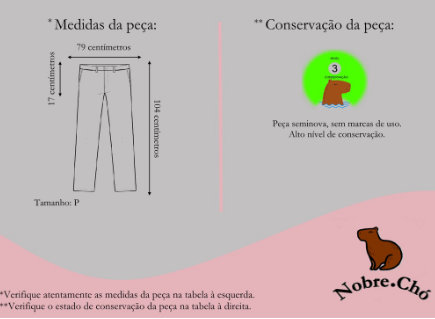 * Medidas da peça:
79 centímetros
17 centímetros
101 centímetros
Tamanho: P
** Conservação da peça:
NÍVEL
3
CONSERVAÇÃO
Peça seminova, sem marcas de uso.
Alto nível de conservação.
Nobre.Chó
*Verifique atentamente as medidas da peça na tabela à esquerda.
**Verifique o estado de conservação da peça na tabela à direita.